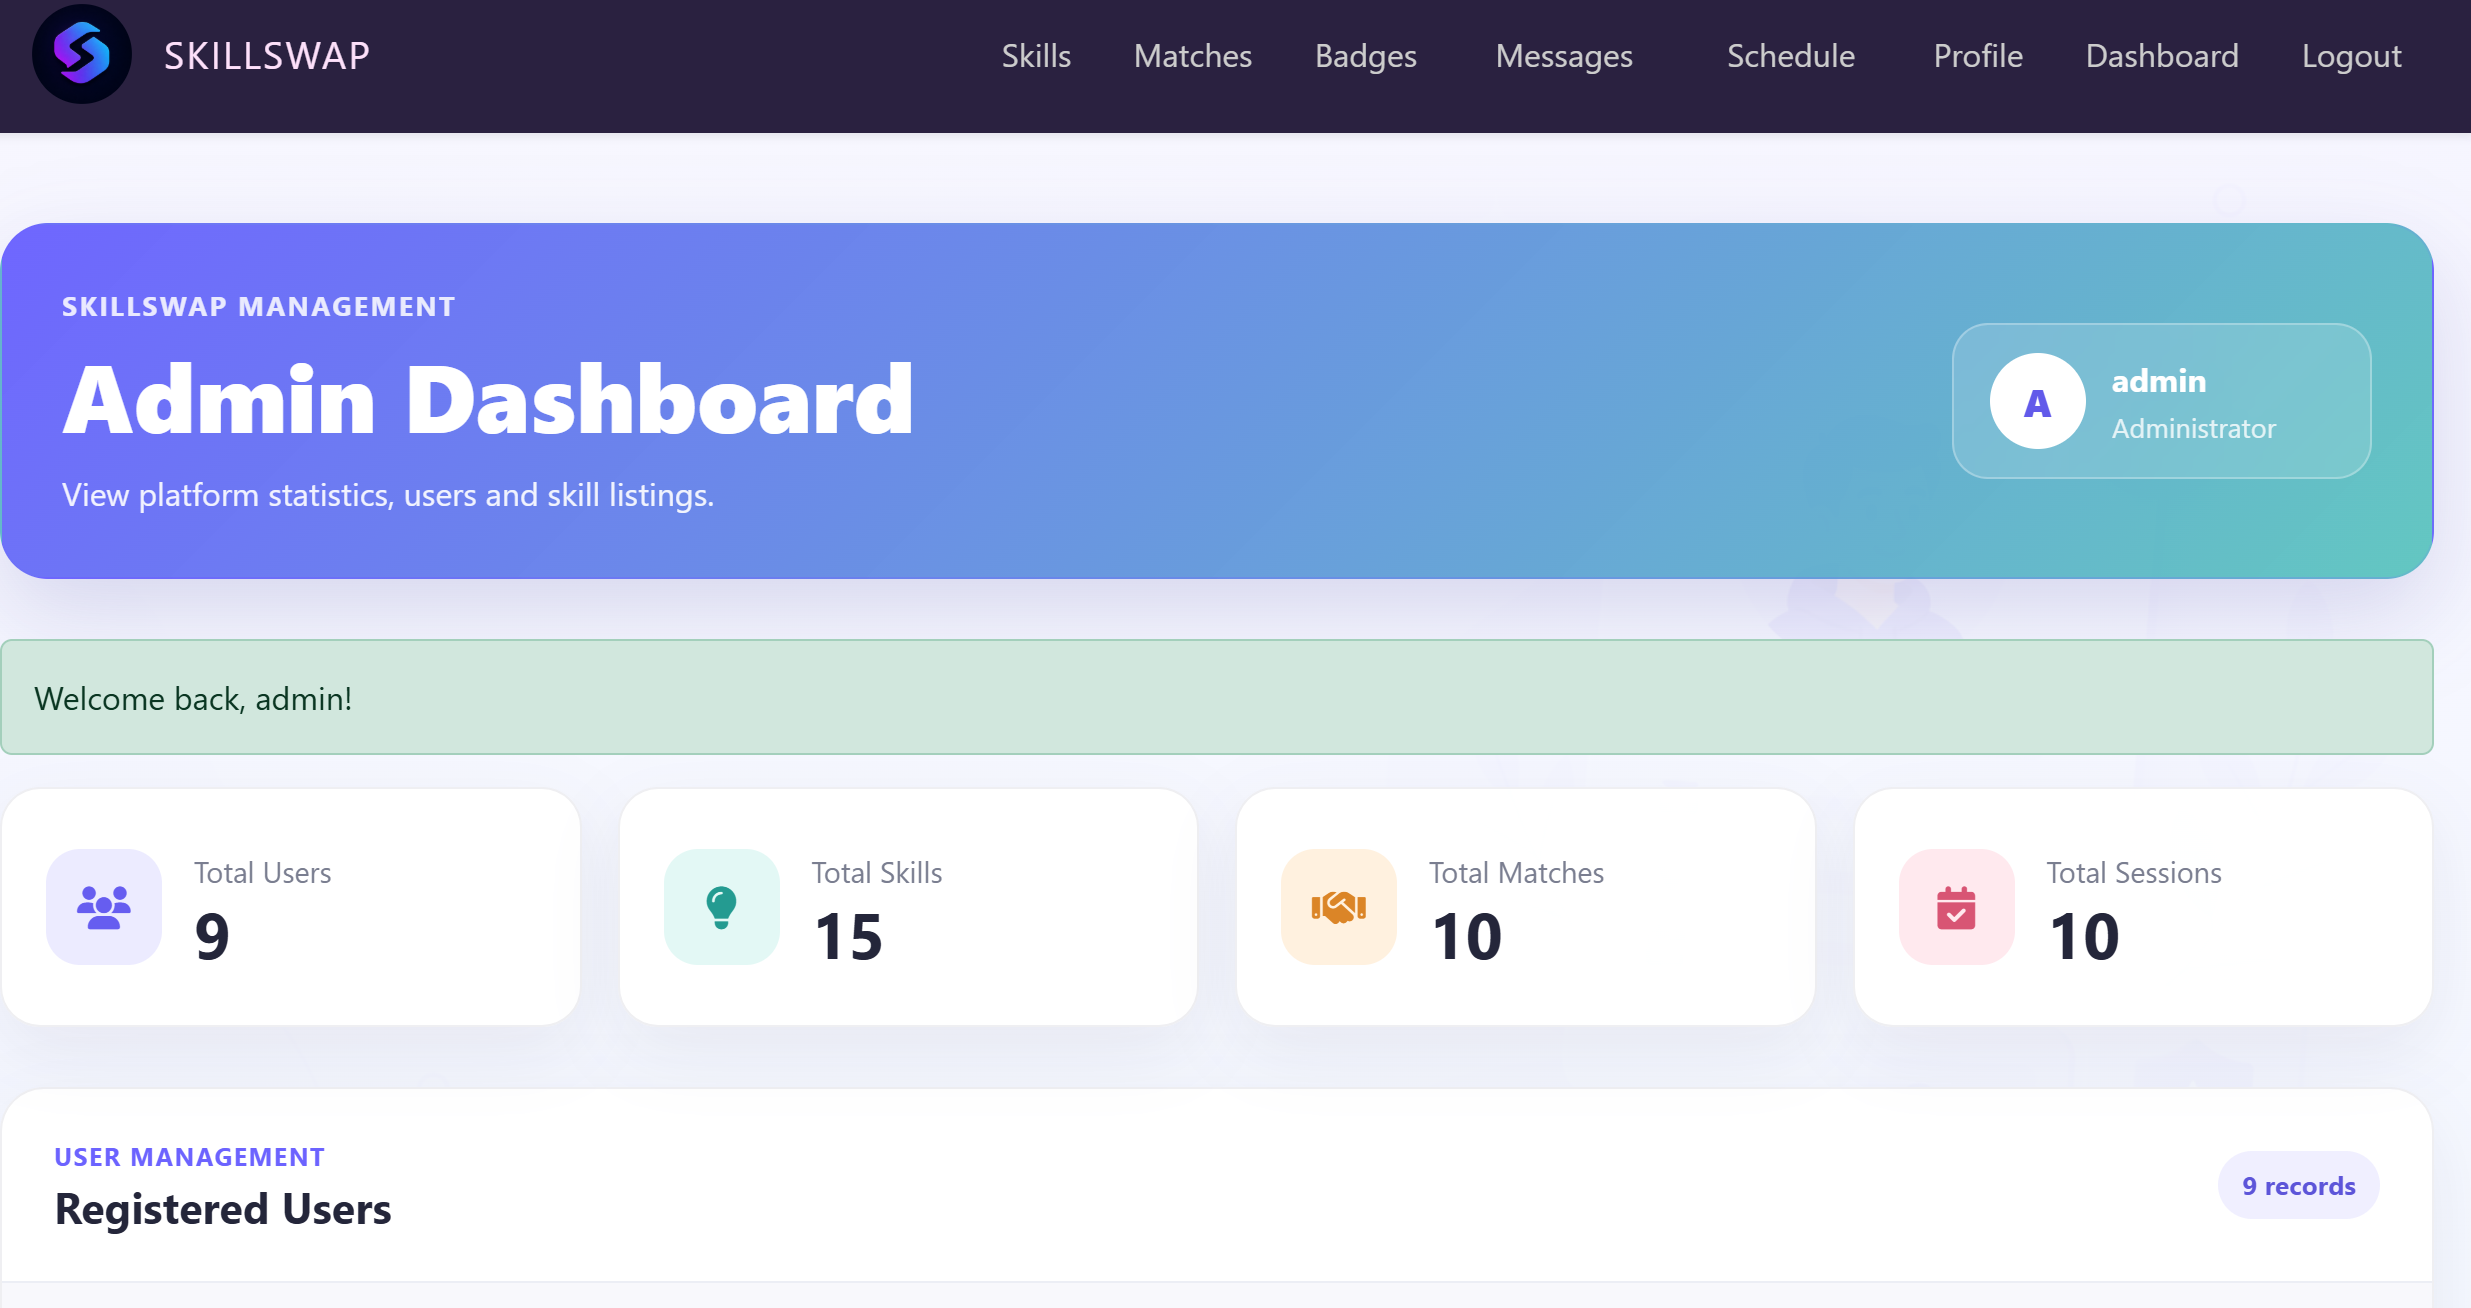 SKILLSWAP
Skills Matches Badges Messages Schedule Profile Dashboard Logout
SKILLSWAP MANAGEMENT
Admin Dashboard
View platform statistics, users and skill listings.
A
admin
Administrator
Welcome back, admin!
Total Users
9
Total Skills
15
Total Matches
10
Total Sessions
10
USER MANAGEMENT
Registered Users
9 records